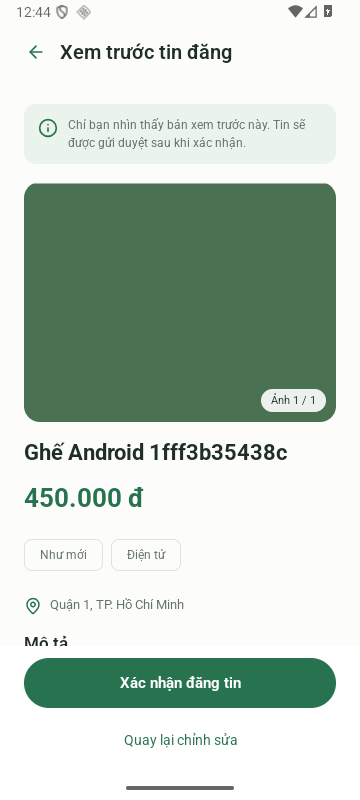 12:44
Xem trước tin đăng
Chỉ bạn nhìn thấy bản xem trước này. Tin sẽ
được gửi duyệt sau khi xác nhận.
Ảnh 1 / 1
Ghế Android 1fff3b35438c
450.000 đ
Như mới
Điện tử
Quận 1, TP. Hồ Chí Minh
Mô tả
Xác nhận đăng tin
Quay lại chỉnh sửa